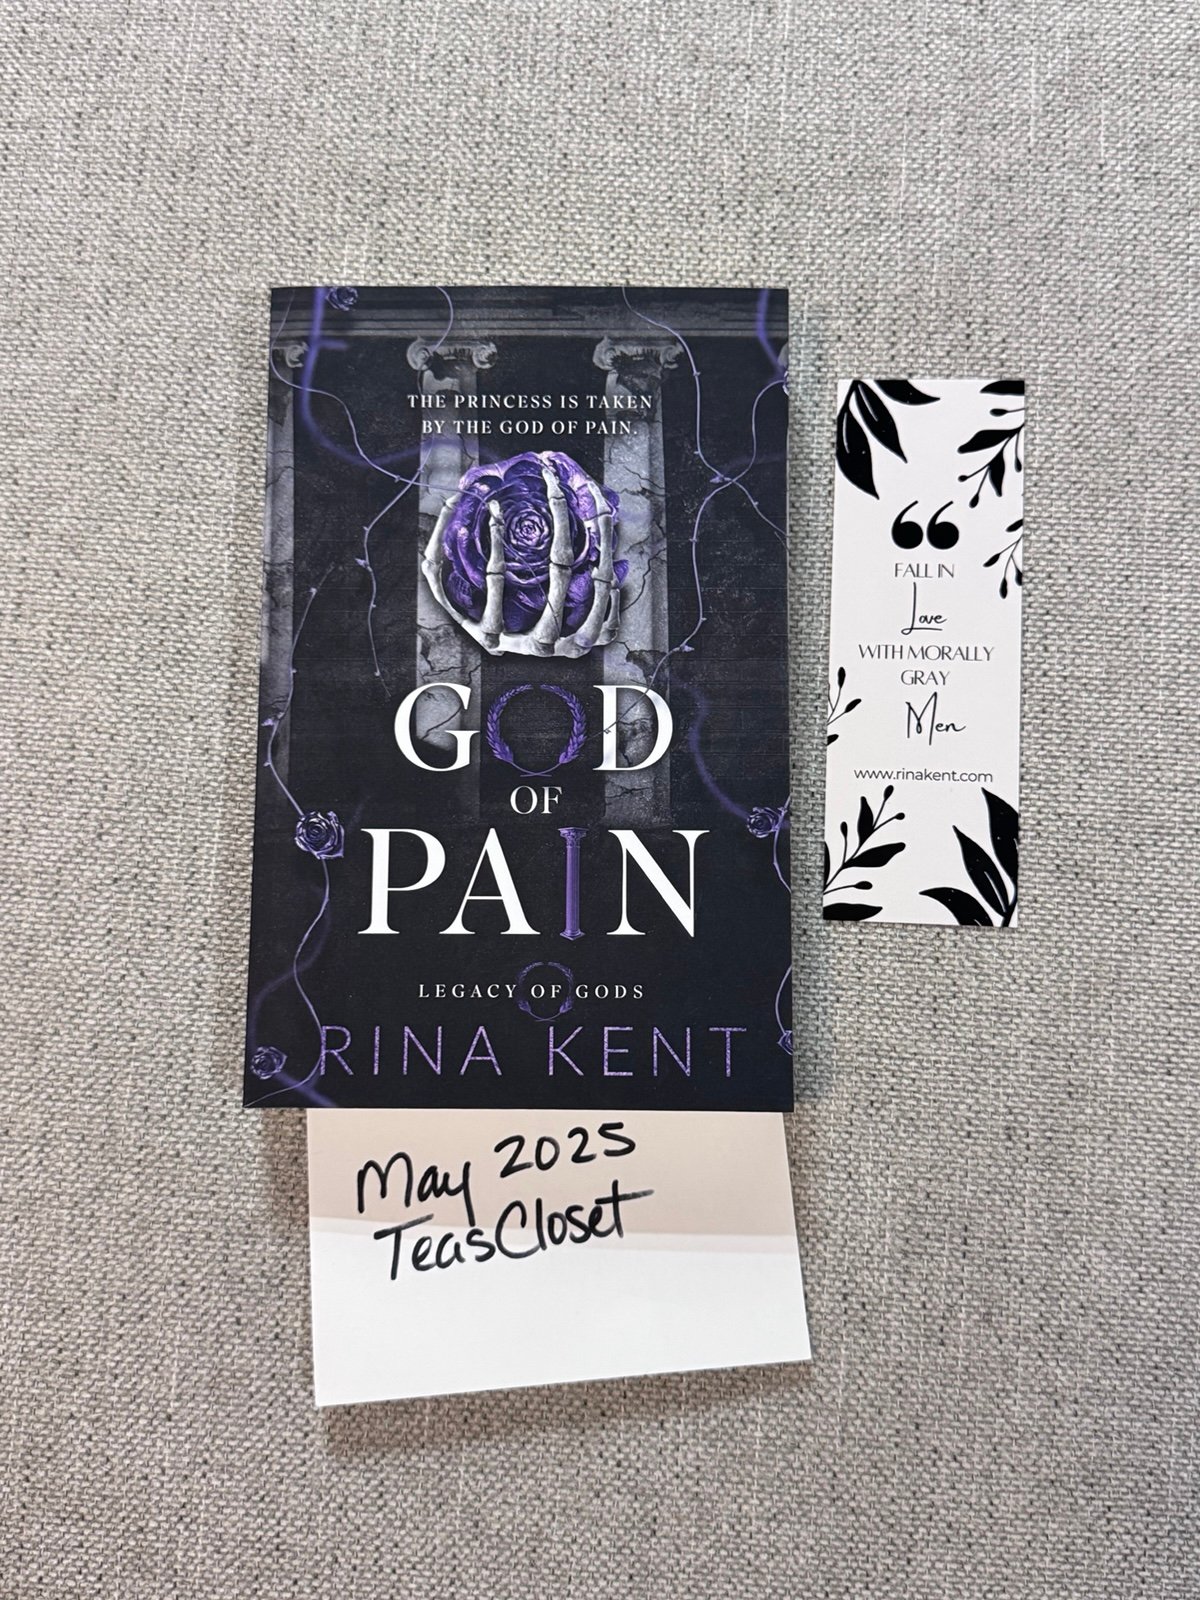 THE PRINCESS IS TAKEN
BY THE GOD OF PAIN.
GOD
OF
PAIN
LEGACY OF GODS
RINA KENT
May 2025
TeasCloset
“
FALL IN
Love
WITH MORALLY
GRAY
Men
www.rinakent.com